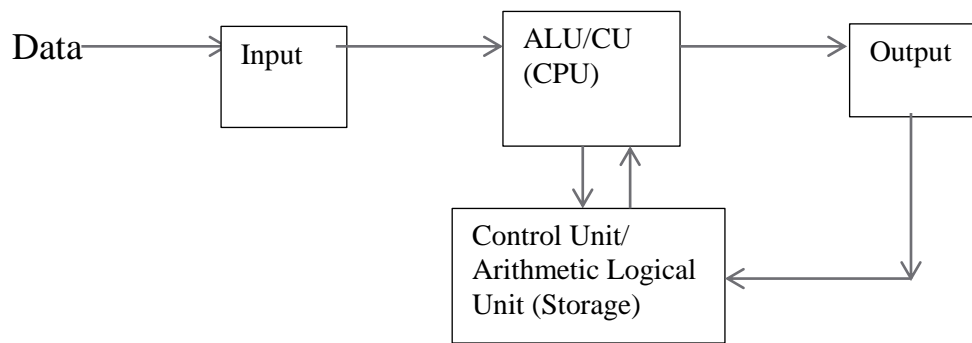 Data
Input
ALU/CU
(CPU)
Output
Control Unit/
Arithmetic Logical
Unit (Storage)